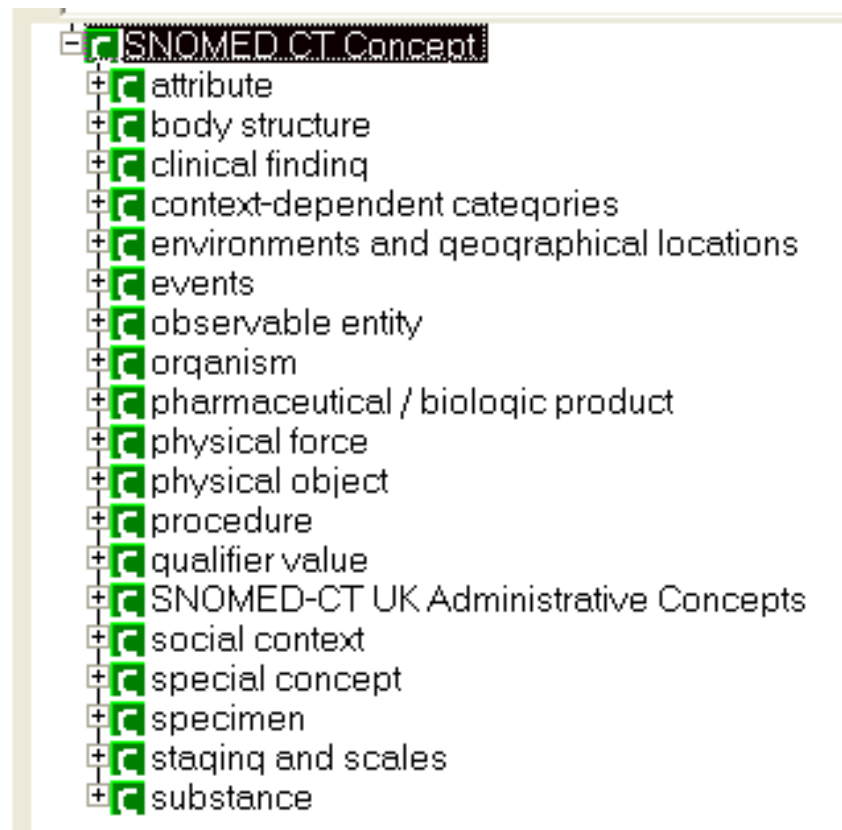 SNOMED CT Concept
attribute
body structure
clinical finding
context-dependent categories
environments and geographical locations
events
observable entity
organism
pharmaceutical / biologic product
physical force
physical object
procedure
qualifier value
SNOMED-CT UK Administrative Concepts
social context
special concept
specimen
staging and scales
substance